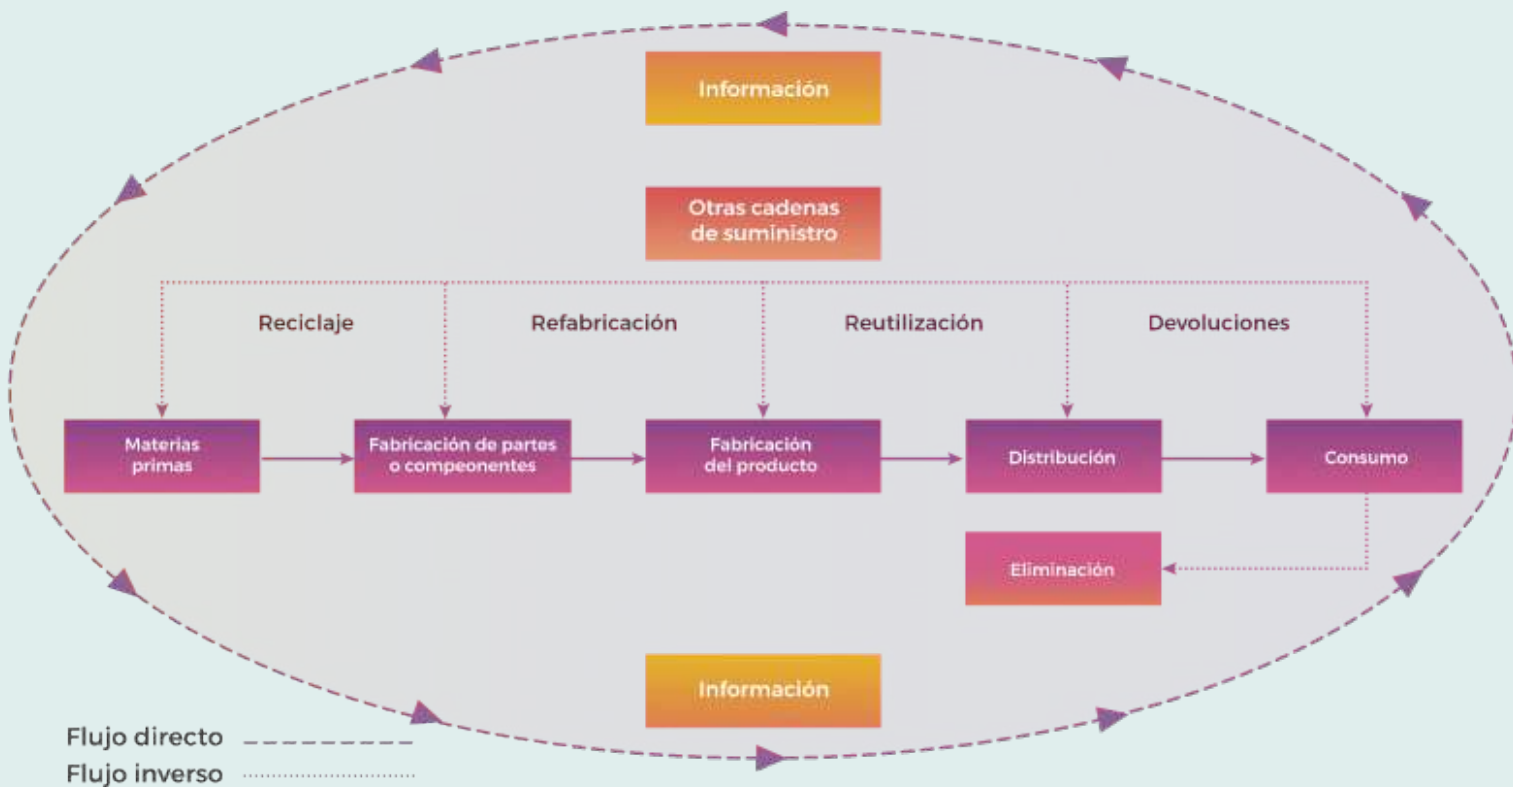 Información
Otras cadenas
de suministro
Reciclaje
Refabricación
Reutilización
Devoluciones
Materias
primas
Fabricación de partes
o compeonentes
Fabricación
del producto
Distribución
Consumo
Eliminación
Información
Flujo directo
Flujo inverso